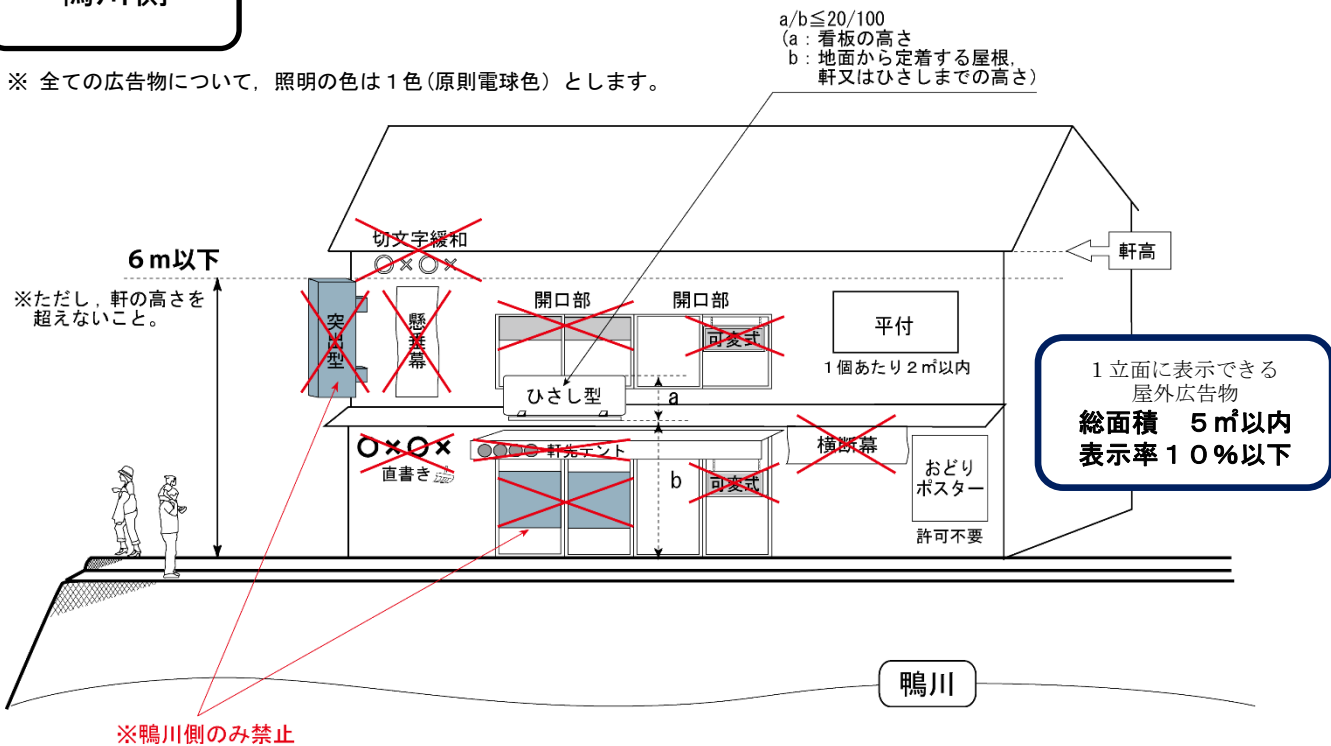 鴨川側
a/b≦20/100
(a：看板の高さ
b：地面から定着する屋根，
軒又はひさしまでの高さ)
※ 全ての広告物について，照明の色は１色(原則電球色）とします。
切文字緩和
○×○×
軒高
６ｍ以下
※ただし，軒の高さを
超えないこと。
突出型
懸垂幕
開口部
開口部
可変式
平付
１個あたり２㎡以内
ひさし型
a
１立面に表示できる
屋外広告物
総面積　５㎡以内
表示率１０％以下
○×○×
直書き
軒先テント
横断幕
b
可変式
おどり
ポスター
許可不要
鴨川
※鴨川側のみ禁止